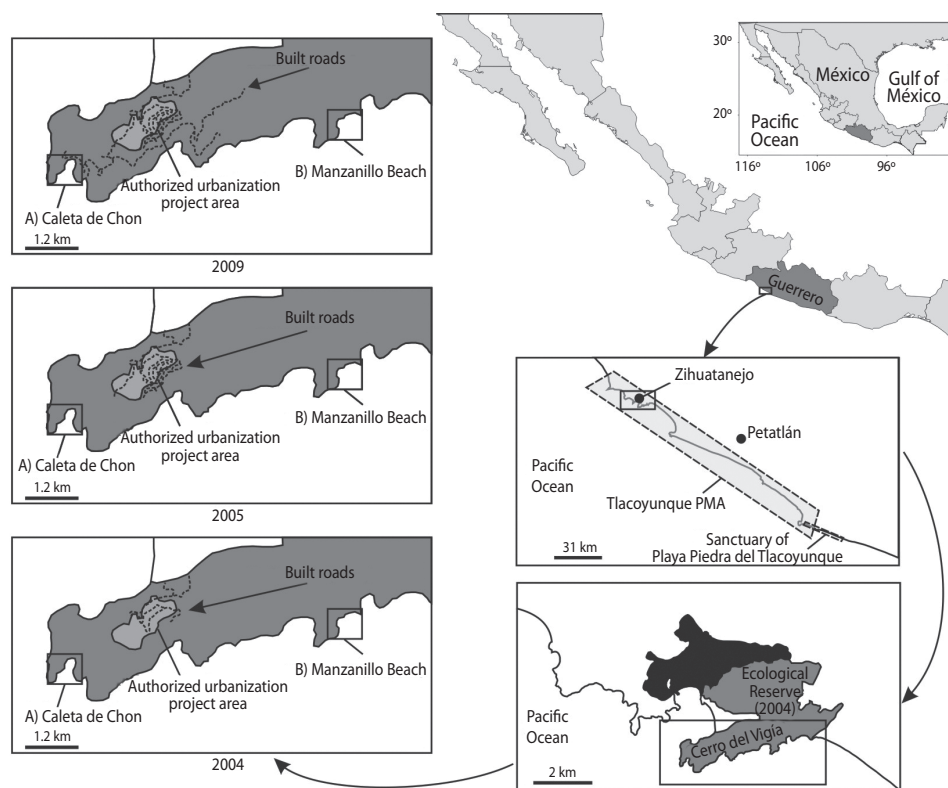 Built roads
Authorized urbanization
project area
B) Manzanillo Beach
A) Caleta de Chon
1.2 km
2009
Built roads
Authorized urbanization
project area
B) Manzanillo Beach
A) Caleta de Chon
1.2 km
2005
Built roads
Authorized urbanization
project area
B) Manzanillo Beach
A) Caleta de Chon
1.2 km
2004
30º
20º
México
Gulf of
México
Pacific
Ocean
116º
106º
96º
Guerrero
Zihuatanejo
Petatlán
Pacific
Ocean
Tlacoyunque PMA
Sanctuary of
Playa Piedra del Tlacoyunque
31 km
Ecological
Reserve
(2004)
Pacific
Ocean
Cerro del Vigía
2 km